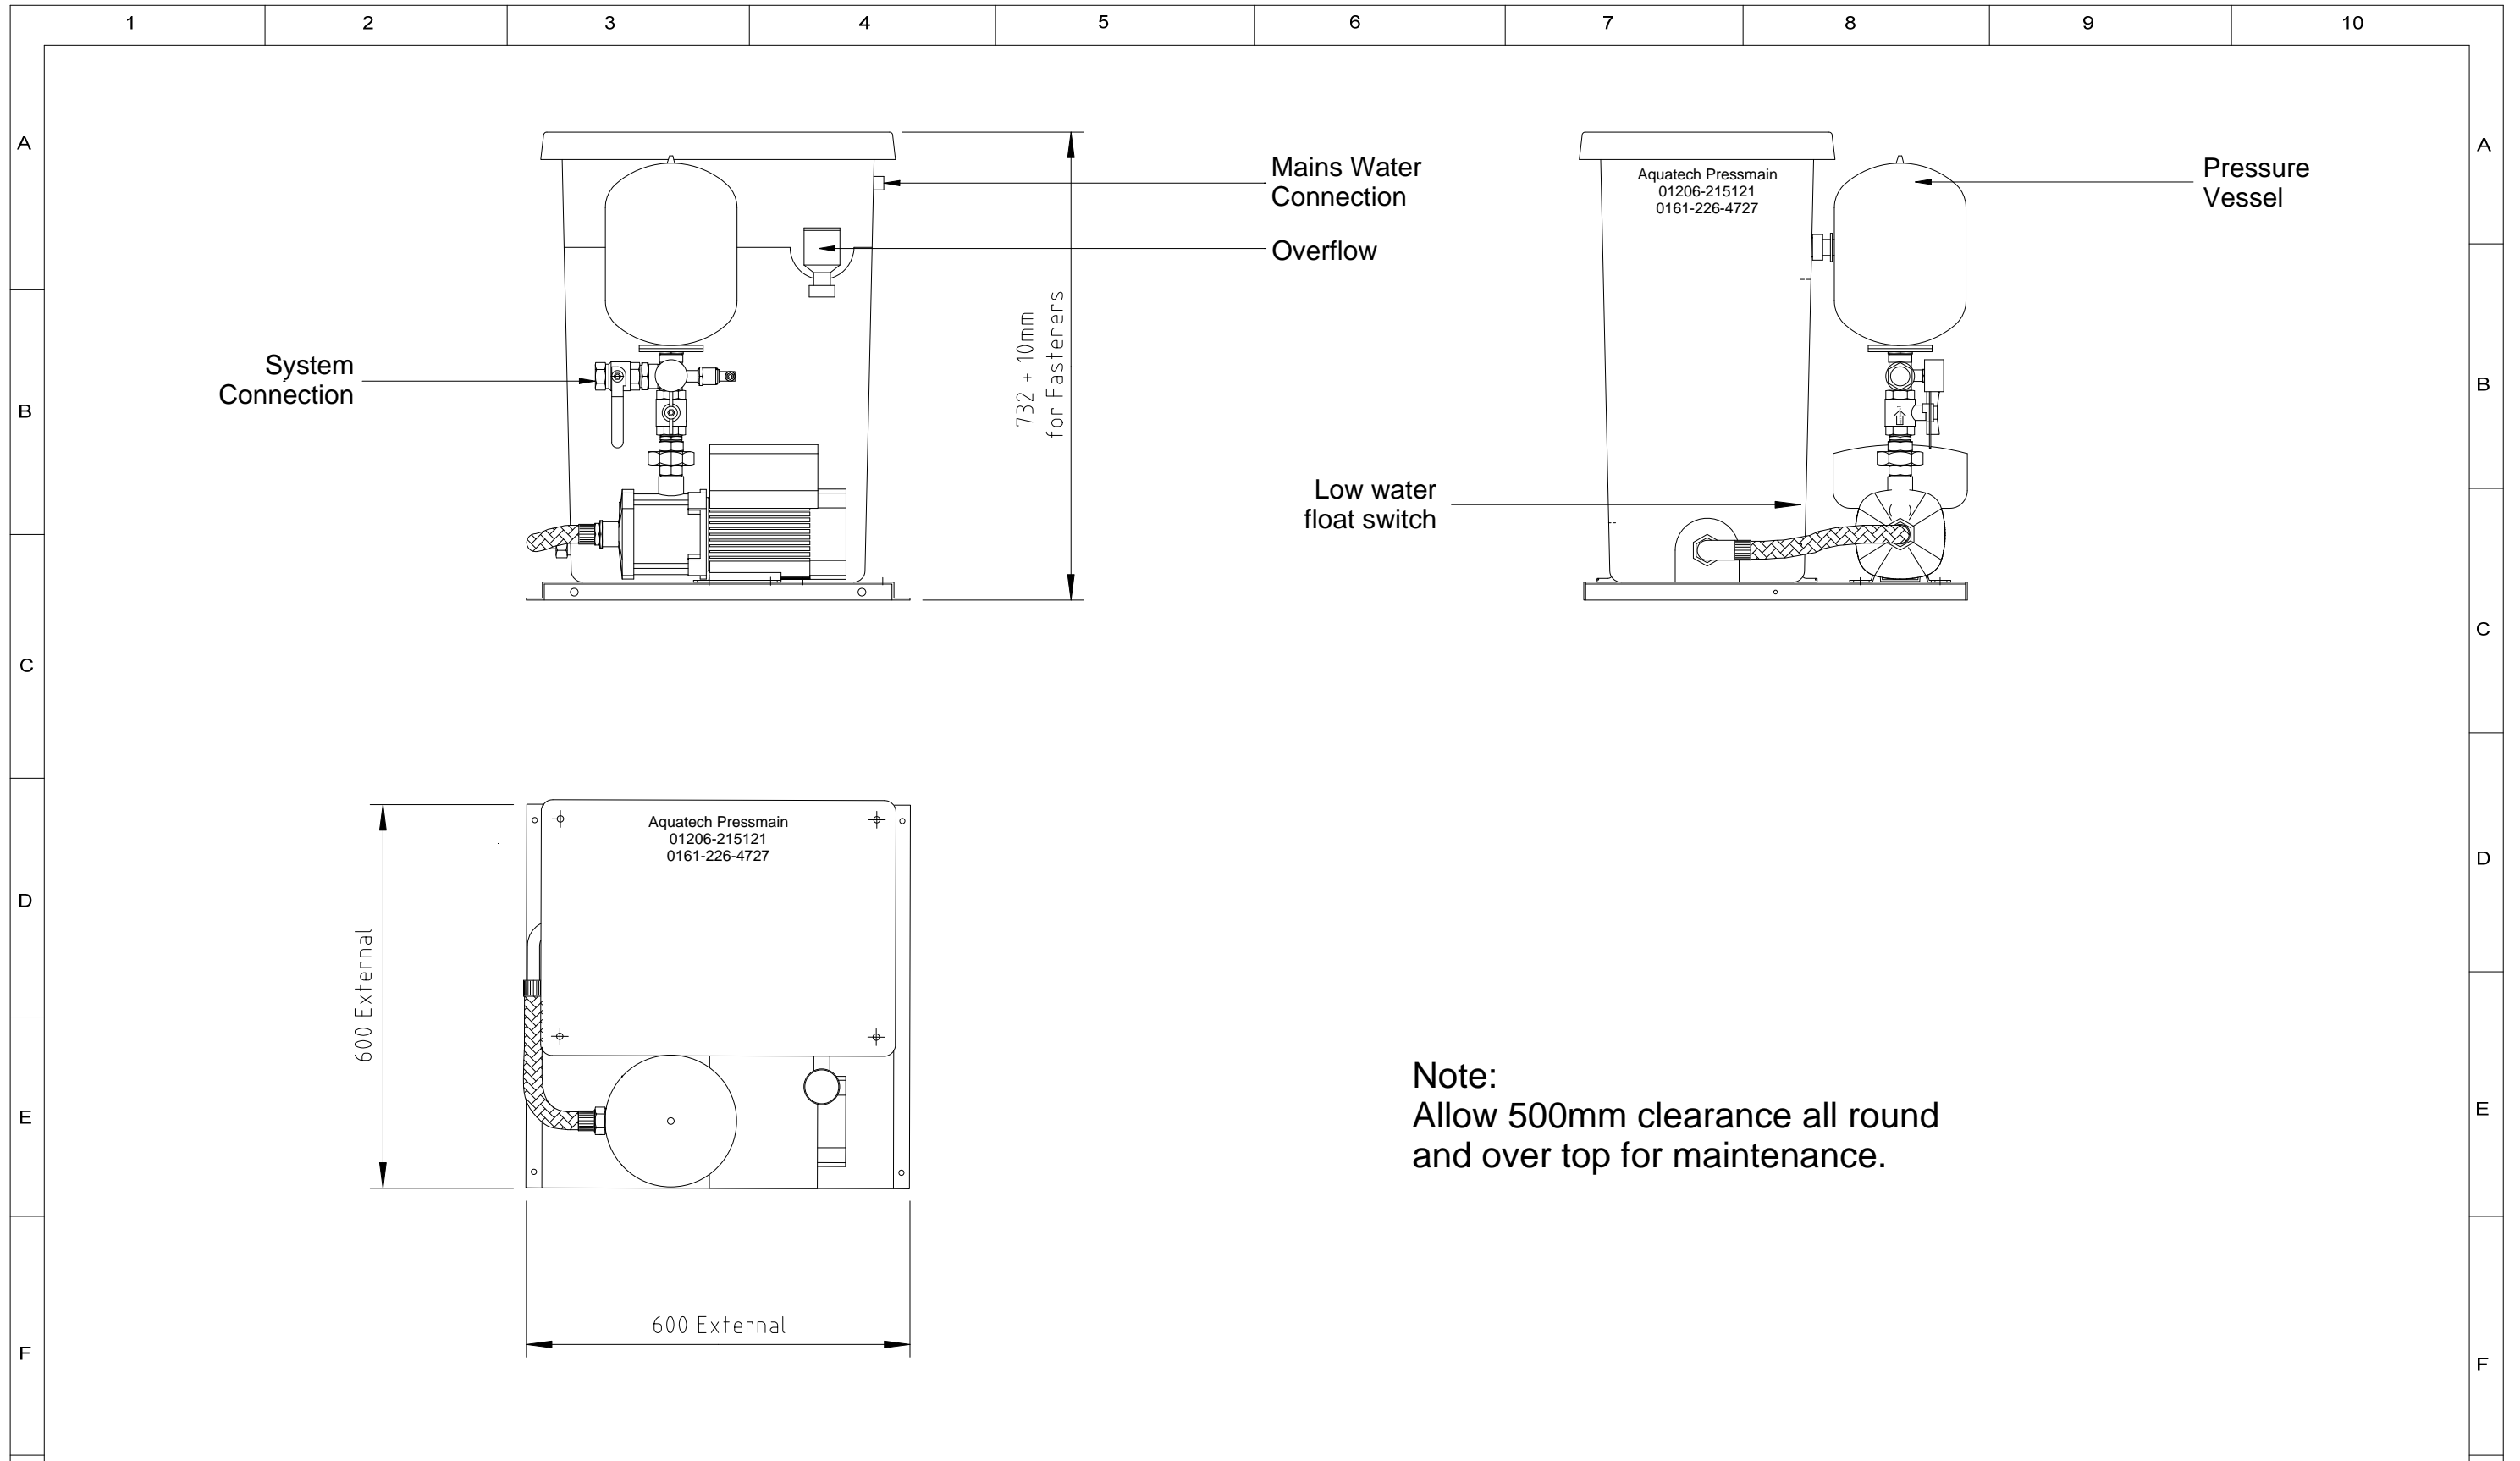 1 2 3 4 5 6 7 8 9 10
A
A
Mains Water
Connection
Overflow
Aquatech Pressmain
01206-215121
0161-226-4727
Pressure
Vessel
732 + 10mm
for Fasteners
System
Connection
B
B
Low water
float switch
C
C
Aquatech Pressmain
01206-215121
0161-226-4727
D
D
600 External
Note:
Allow 500mm clearance all round
and over top for maintenance.
E
E
600 External
F
F